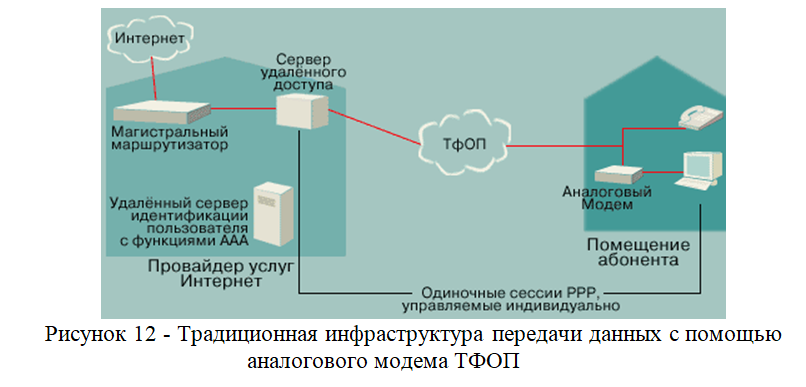 Интернет
Сервер
удалённого
доступа
Магистральный
маршрутизатор
ТфОП
Аналоговый
Модем
Удалённый сервер
идентификации
пользователя
с функциями ААА
Помещение
абонента
Провайдер услуг
Интернет
Одиночные сессии PPP,
управляемые индивидуально
Рисунок 12 - Традиционная инфраструктура передачи данных с помощью
аналогового модема ТФОП